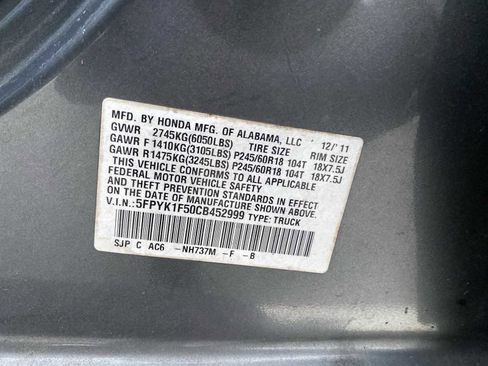 MFD. BY HONDA MFG. OF ALABAMA, LLC 12/'11
GVWR 2745KG(6050LBS) TIRE SIZE RIM SIZE
GAWR F 1410KG(3105LBS) P245/60R18 104T 18X7.5J
GAWR R1475KG(3245LBS) P245/60R18 104T 18X7.5J
THIS VEHICLE CONFORMS TO ALL APPLICABLE
FEDERAL MOTOR VEHICLE SAFETY AND
THEFT PREVENTION STANDARDS IN EFFECT
ON THE DATE OF MANUFACTURE SHOWN ABOVE.
V.I.N.:5FPYK1F50CB452999 TYPE: TRUCK
SJP C AC6 -NH737M -F -B